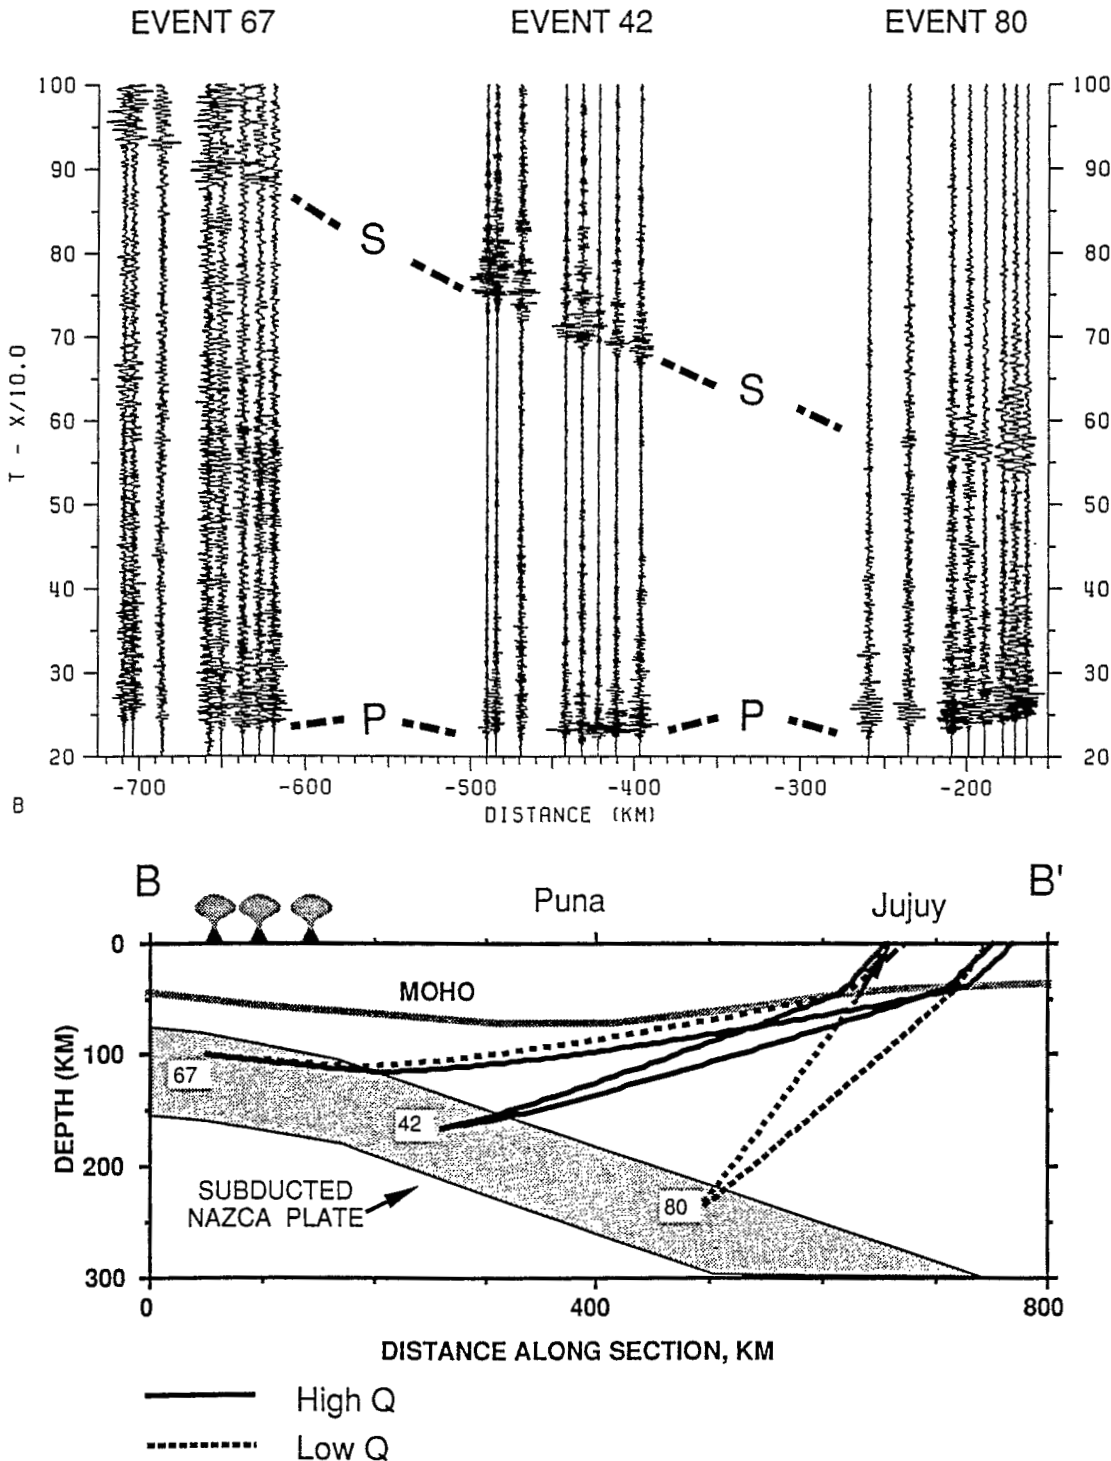 EVENT 67 EVENT 42 EVENT 80
100 100
90 90
80 80
70 70
60 60
50 50
40 40
30 30
20 20
T - X/10.0
S
S
P P
-700 -600 -500 -400 -300 -200
DISTANCE (KM)
B
B B'
Puna Jujuy
0
MOHO
100
67
42
200
80
SUBDUCTED
NAZCA PLATE
300
DEPTH (KM)
0 400 800
DISTANCE ALONG SECTION, KM
High Q
Low Q